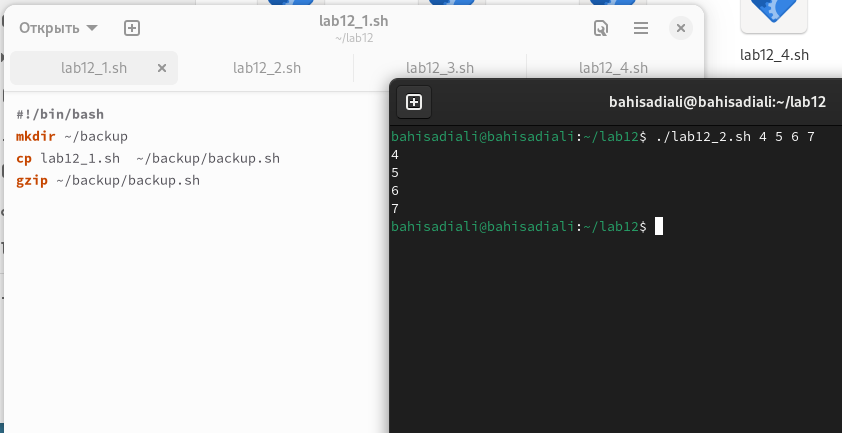 Открыть
lab12_1.sh
~/lab12
lab12_1.sh
lab12_2.sh
lab12_3.sh
lab12_4.sh
#!/bin/bash
mkdir ~/backup
cp lab12_1.sh  ~/backup/backup.sh
gzip ~/backup/backup.sh
lab12_4.sh
bahisadiali@bahisadiali:~/lab12
bahisadiali@bahisadiali:~/lab12$ ./lab12_2.sh 4 5 6 7
4
5
6
7
bahisadiali@bahisadiali:~/lab12$